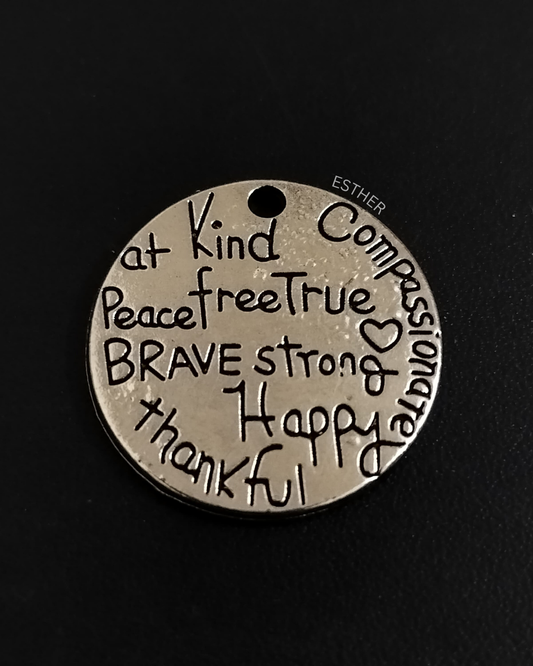 ESTHER
Kind
Compassionate
at
Peace free True
BRAVE strong
Happy
thankful